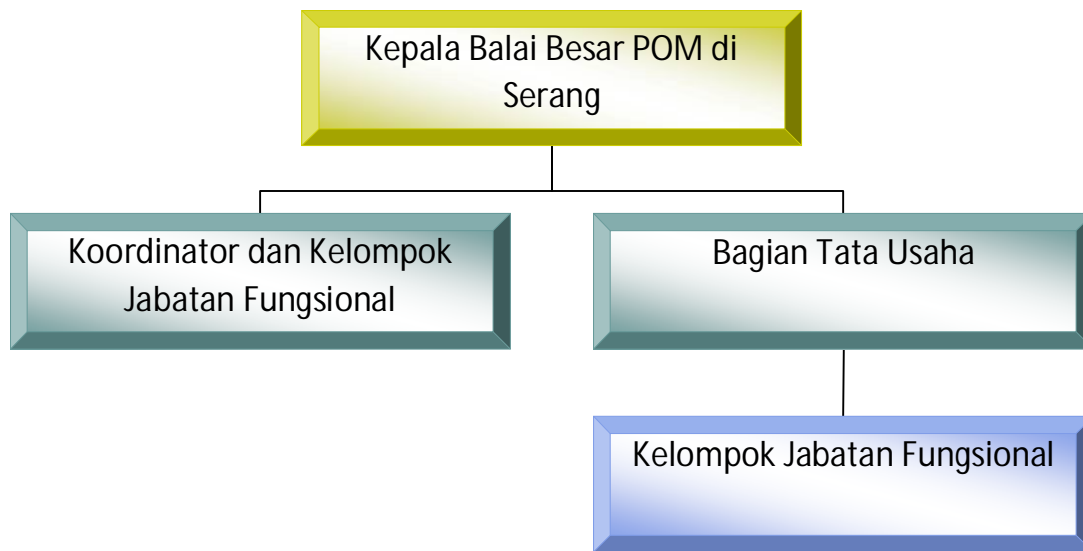 Kepala Balai Besar POM di
Serang
Koordinator dan Kelompok
Jabatan Fungsional
Bagian Tata Usaha
Kelompok Jabatan Fungsional